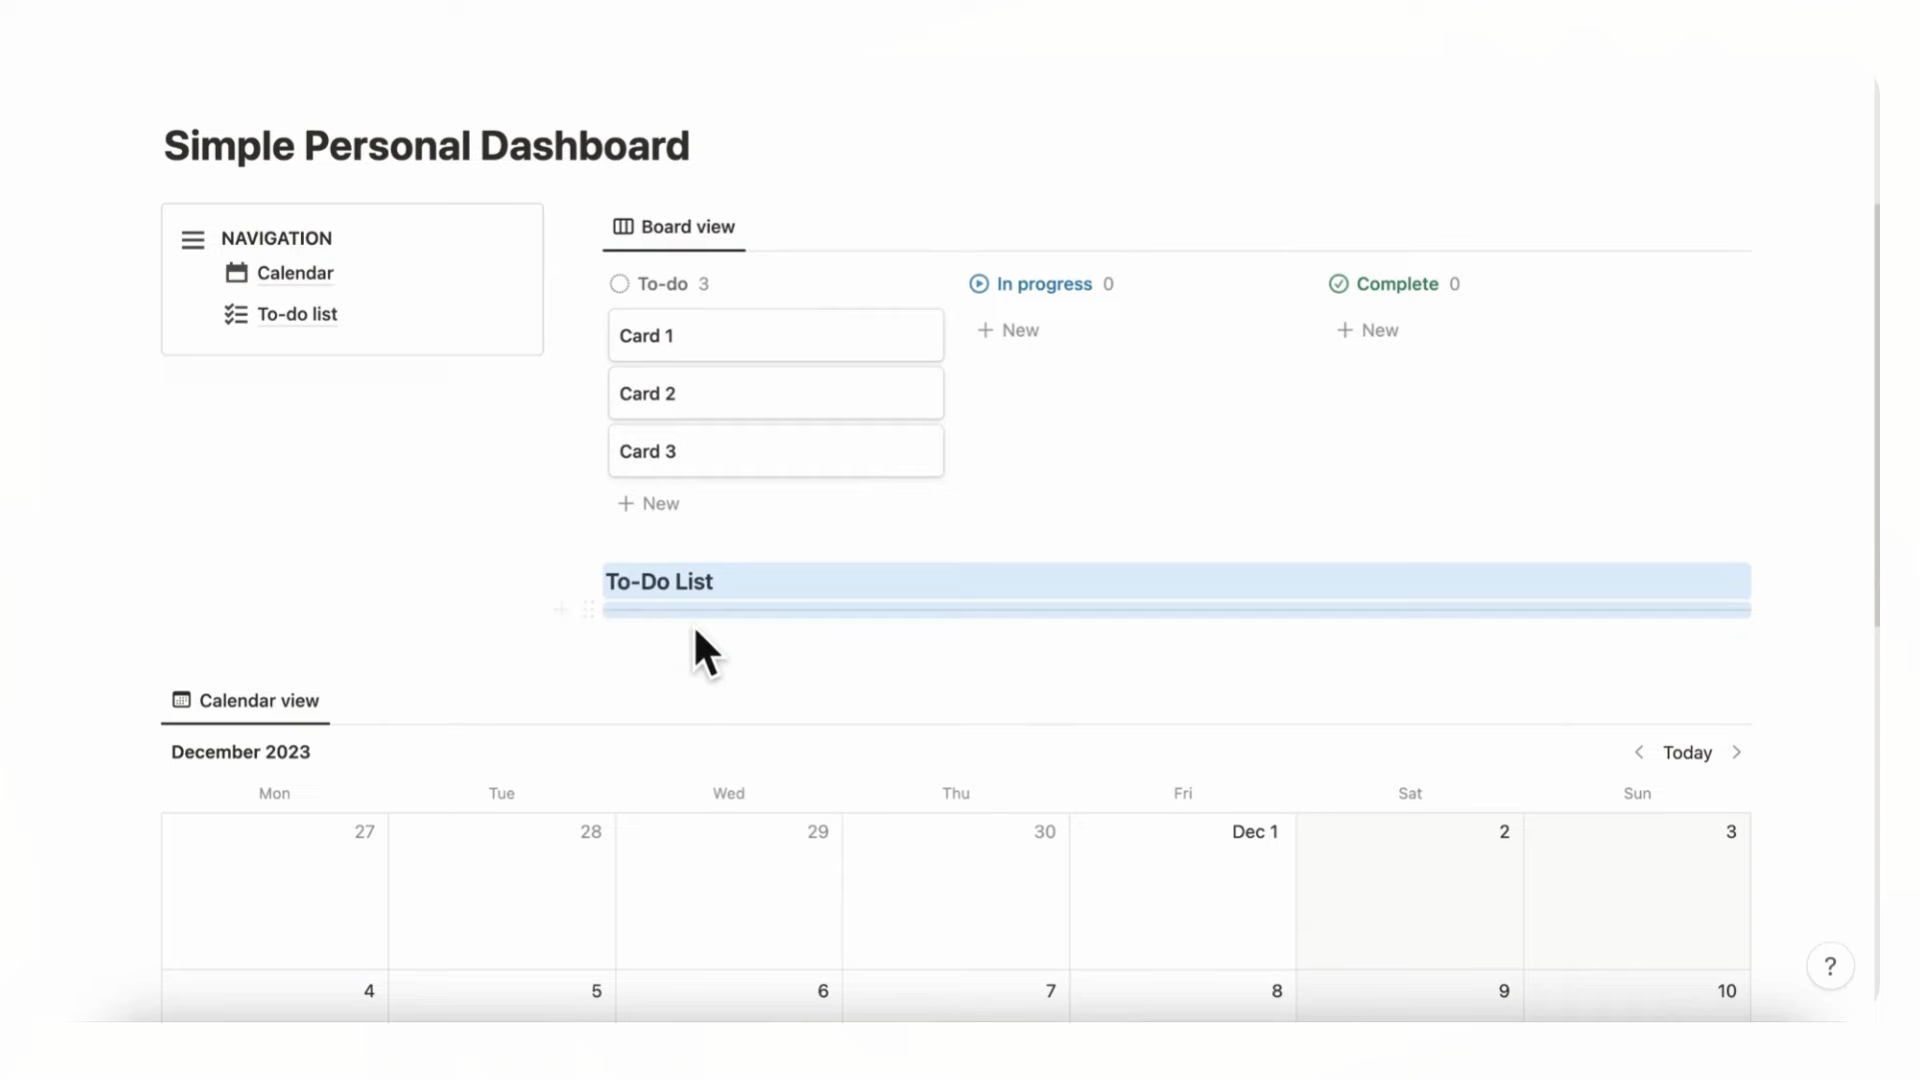 Simple Personal Dashboard
NAVIGATION
Calendar
To-do list
Board view
To-do 3
In progress 0
Complete 0
Card 1
Card 2
Card 3
+ New
+ New
+ New
To-Do List
Calendar view
December 2023
< Today >
Mon Tue Wed Thu Fri Sat Sun
27 28 29 30 Dec 1 2 3
4 5 6 7 8 9 10
?